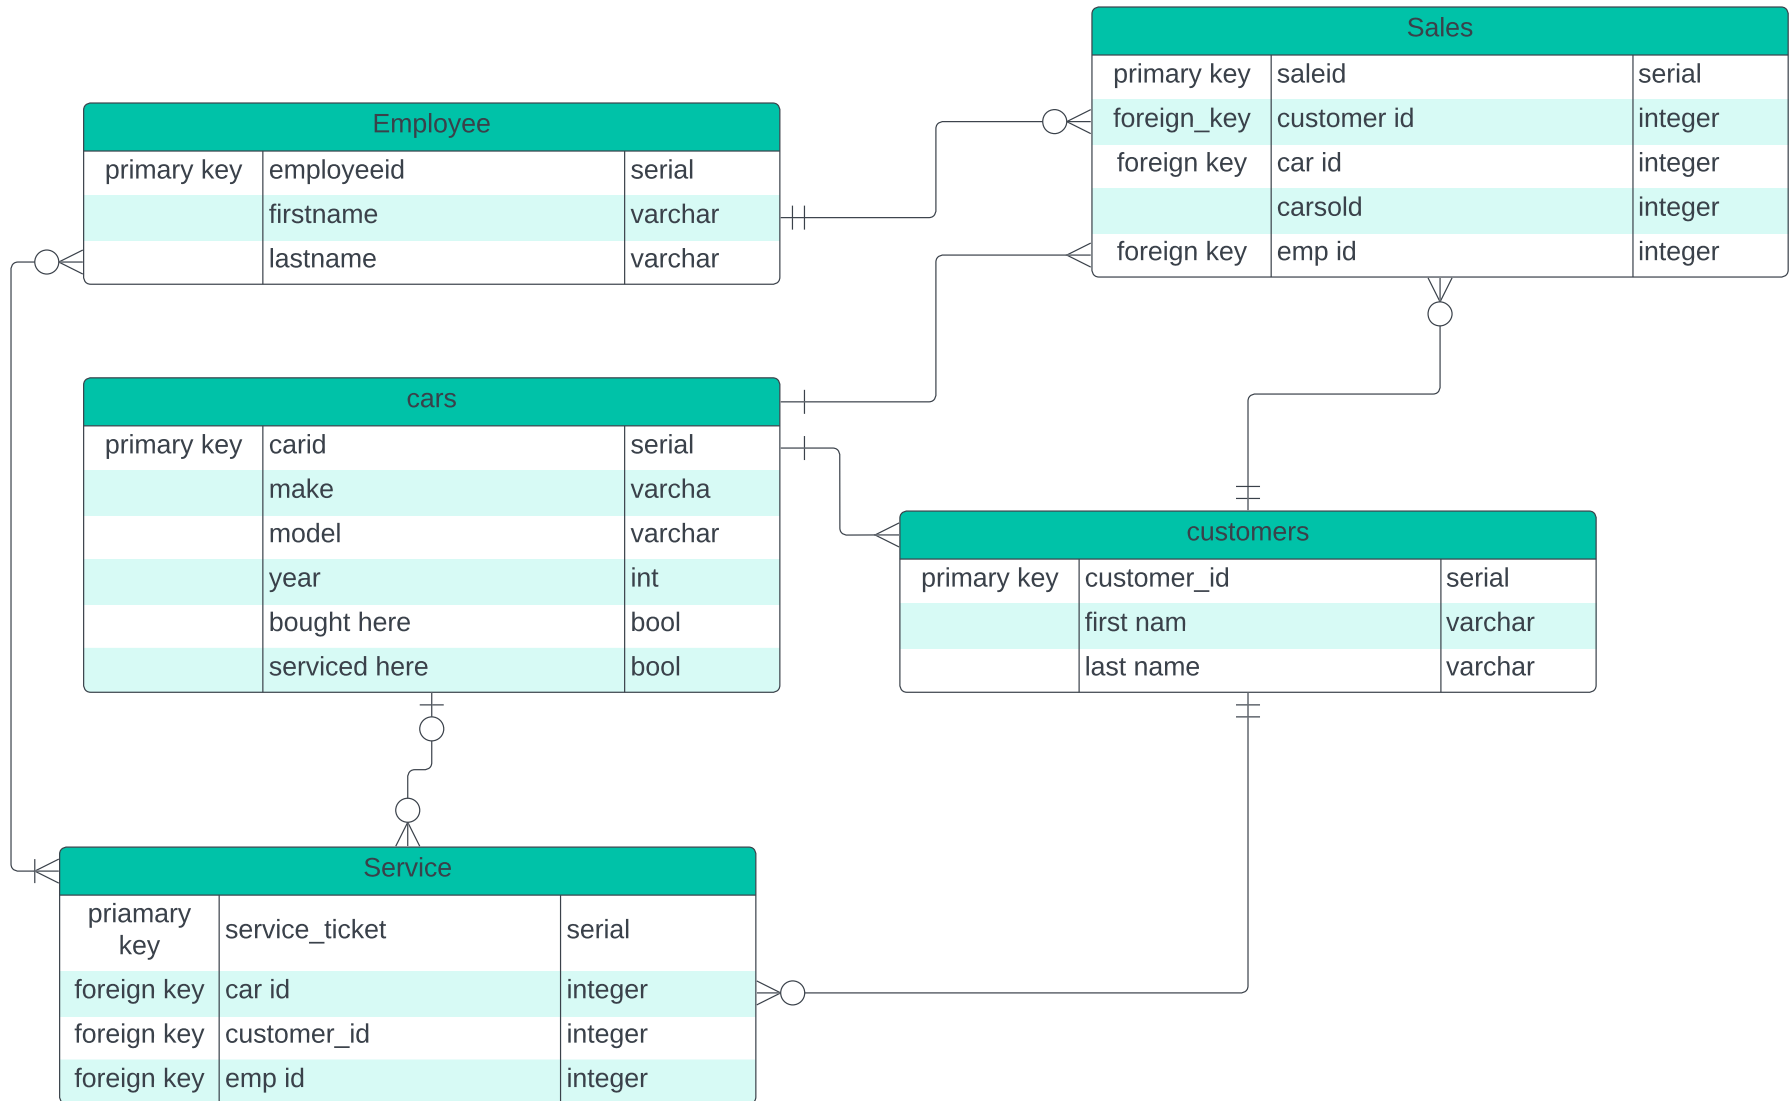 Sales
primary key saleid serial
foreign_key customer id integer
foreign key car id integer
carsold integer
foreign key emp id integer
Employee
primary key employeeid serial
firstname varchar
lastname varchar
cars
primary key carid serial
make varcha
model varchar
year int
bought here bool
serviced here bool
customers
primary key customer_id serial
first nam varchar
last name varchar
Service
priamary
key service_ticket serial
foreign key car id integer
foreign key customer_id integer
foreign key emp id integer